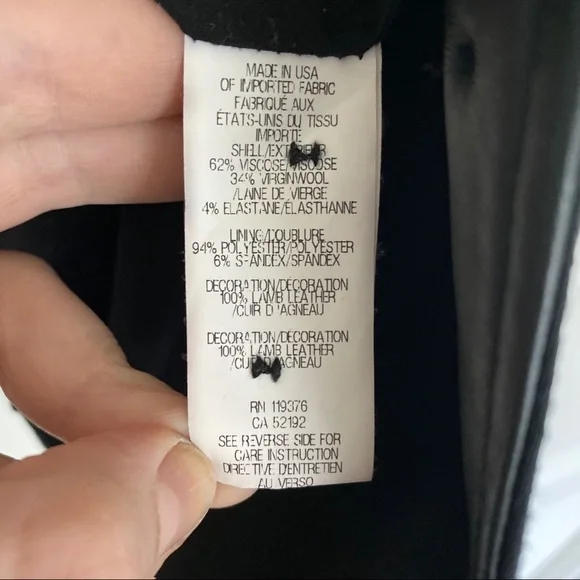 MADE IN USA
OF IMPORTED FABRIC
FABRIQUÉ AUX
ÉTATS-UNIS DU TISSU
IMPORTE
SHELL/EXTERIEUR
62% VISCOSE/VISCOSE
34% VIRGINWOOL
/LAINE DE VIERGE
4% ELASTANE/ELASTHANNE
LINING/DOUBLURE
94% POLYESTER/POLYESTER
6% SPANDEX/SPANDEX
DECORATION/DECORATION
100% LAMB LEATHER
/CUIR D'AGNEAU
DECORATION/DECORATION
100% LAMB LEATHER
/CUIR D'AGNEAU
RN 119376
CA 52192
SEE REVERSE SIDE FOR
CARE INSTRUCTION
DIRECTIVE D'ENTRETIEN
AU VERSO